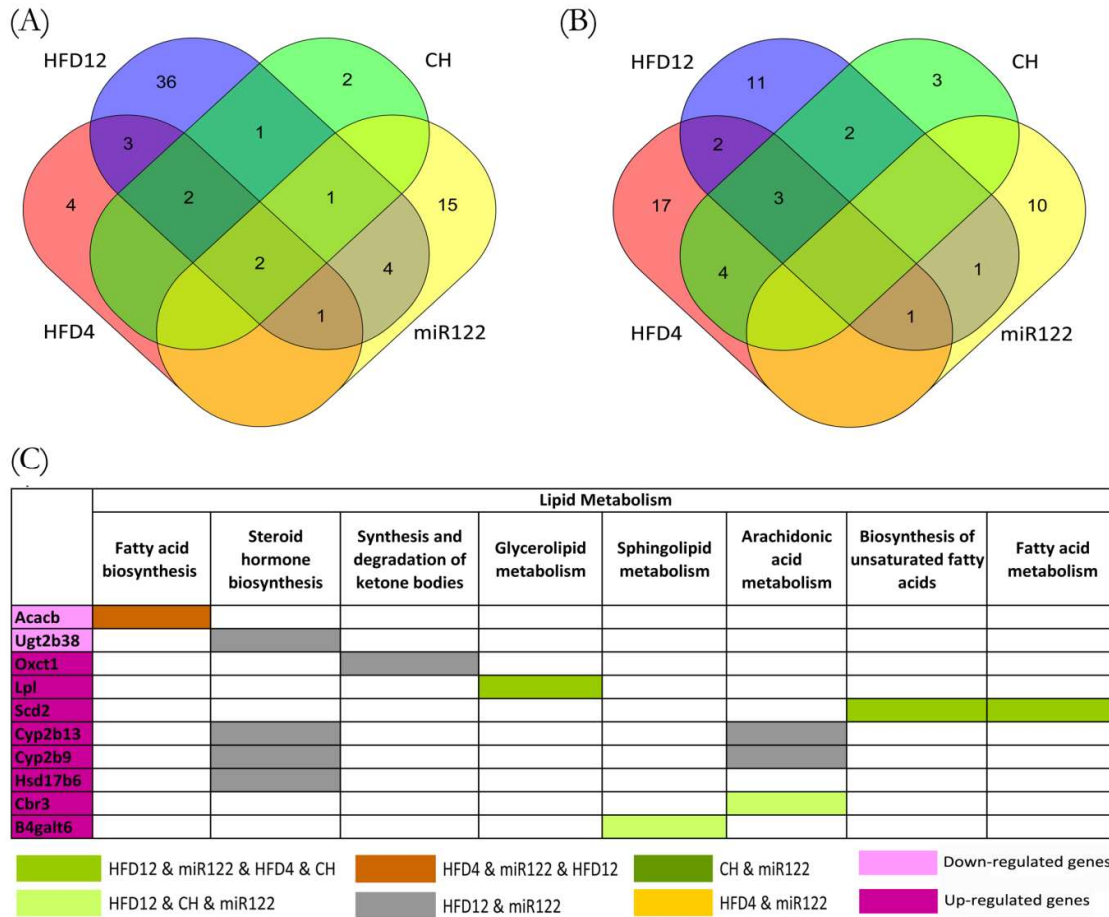 (A)
(B)
HFD12
CH
HFD12
CH
36
2
11
3
3
1
2
2
4
2
1
15
17
3
10
2
4
4
1
1
1
HFD4
miR122
HFD4
miR122
(C)
Lipid Metabolism
Fatty acid biosynthesis
Steroid hormone biosynthesis
Synthesis and degradation of ketone bodies
Glycerolipid metabolism
Sphingolipid metabolism
Arachidonic acid metabolism
Biosynthesis of unsaturated fatty acids
Fatty acid metabolism
Acacb
Ugt2b38
Oxct1
Lpl
Scd2
Cyp2b13
Cyp2b9
Hsd17b6
Cbr3
B4galt6
HFD12 & miR122 & HFD4 & CH
HFD4 & miR122 & HFD12
CH & miR122
Down-regulated genes
HFD12 & CH & miR122
HFD12 & miR122
HFD4 & miR122
Up-regulated genes